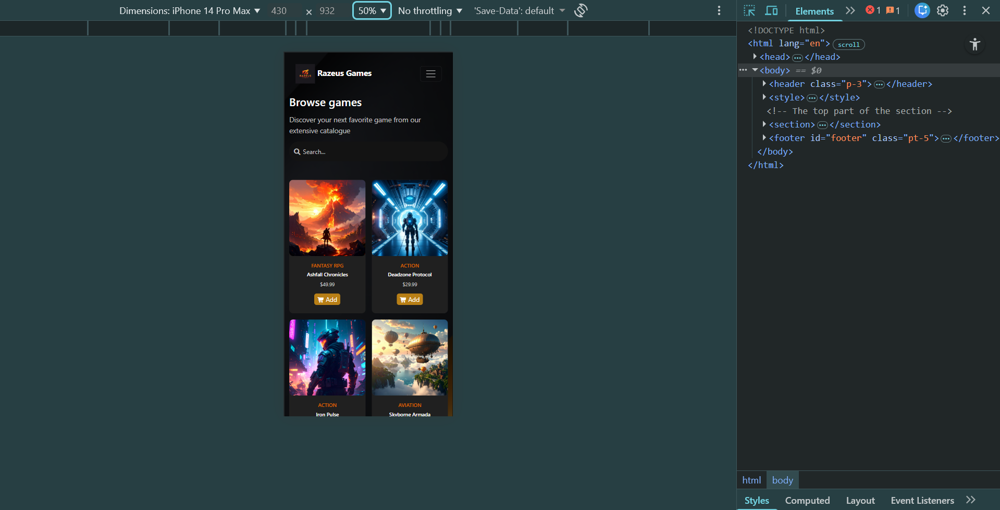 Dimensions: iPhone 14 Pro Max 430 × 932 50% No throttling 'Save-Data': default
Elements 1 1
RAZEUS
Razeus Games
Browse games
Discover your next favorite game from our
extensive catalogue
Search...
FANTASY RPG
Ashfall Chronicles
$49.99
Add
ACTION
Deadzone Protocol
$29.99
Add
ACTION
Iron Pulse
AVIATION
Skyborne Armada
<!DOCTYPE html>
<html lang="en"> scroll
<head>…</head>
<body> == $0
<header class="p-3">…</header>
<style>…</style>
<!-- The top part of the section -->
<section>…</section>
<footer id="footer" class="pt-5">…</footer>
</body>
</html>
html body
Styles Computed Layout Event Listeners